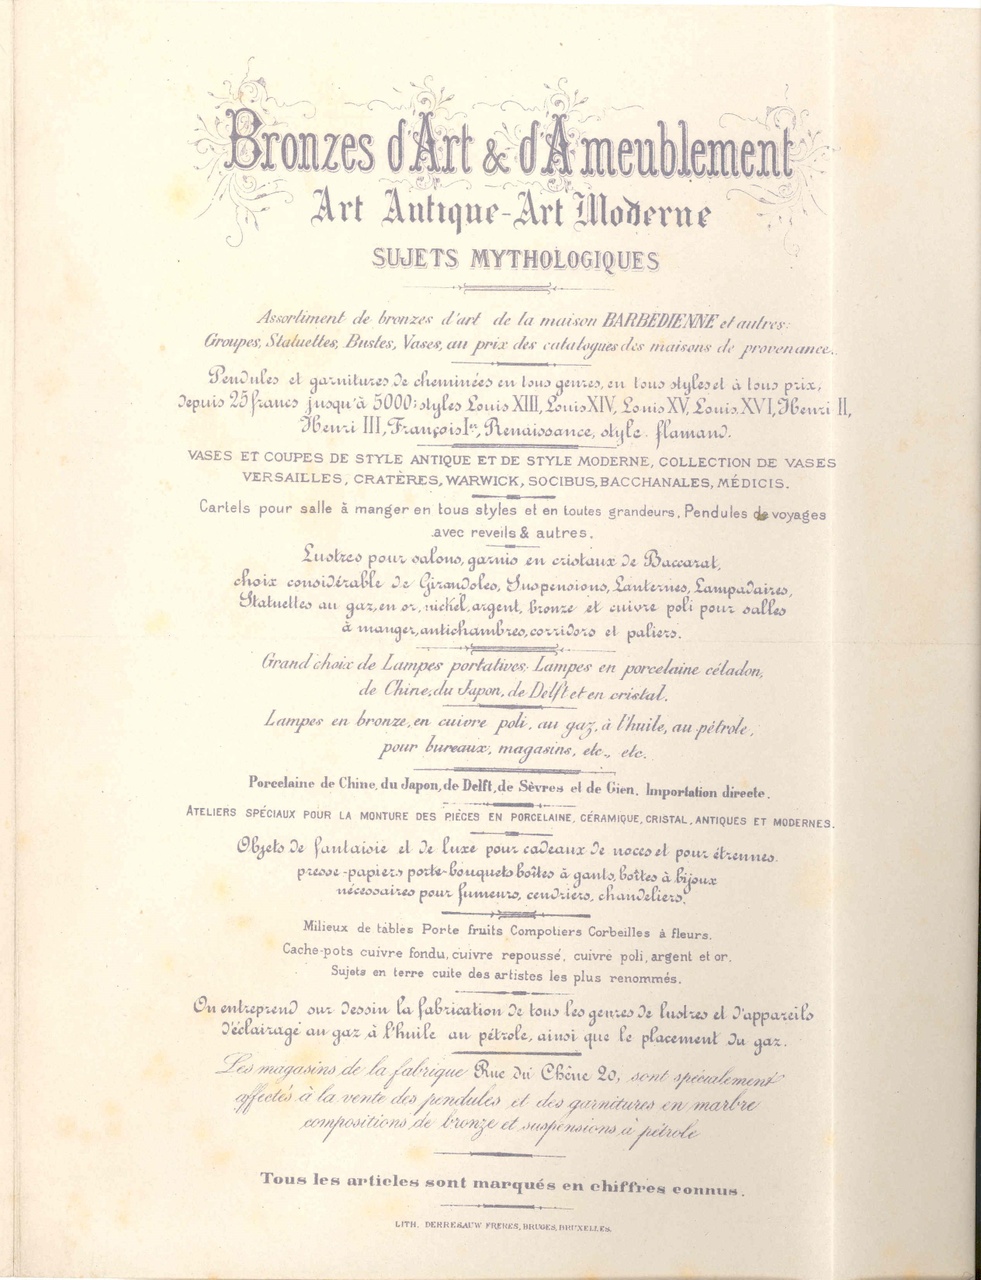 Bronzes d'Art & d'Ameublement
Art Antique-Art Moderne
SUJETS MYTHOLOGIQUES
Assortiment de bronzes d'art de la maison BARBÉDIENNE et autres:
Groupes, Statuettes, Bustes, Vases, au prix des catalogues des maisons de provenance.
Pendules et garnitures de cheminées en tous genres, en tous styles et à tous prix;
depuis 25 francs jusqu'à 5000; styles Louis XIII, Louis XIV, Louis XV, Louis XVI, Henri II,
Henri III, François Ier, Renaissance, style flamand.
VASES ET COUPES DE STYLE ANTIQUE ET DE STYLE MODERNE, COLLECTION DE VASES
VERSAILLES, CRATÈRES, WARWICK, SOCIBUS, BACCHANALES, MÉDICIS.
Cartels pour salle à manger en tous styles et en toutes grandeurs. Pendules de voyages
avec reveils & autres.
Lustres pour salons, garnis en cristaux de Baccarat,
choix considérable de Girandoles, Suspensions, Lanternes, Lampadaires,
Statuettes au gaz, en or, nickel, argent, bronze et cuivre poli pour salles
à manger, antichambres, corridors et paliers.
Grand choix de Lampes portatives: Lampes en porcelaine céladon,
de Chine, du Japon, de Delft et en cristal.
Lampes en bronze, en cuivre poli, au gaz, à l'huile, au pétrole,
pour bureaux, magasins, etc., etc.
Porcelaine de Chine, du Japon, de Delft, de Sèvres et de Gien. Importation directe.
ATELIERS SPÉCIAUX POUR LA MONTURE DES PIÈCES EN PORCELAINE, CÉRAMIQUE, CRISTAL, ANTIQUES ET MODERNES.
Objets de fantaisie et de luxe pour cadeaux de noces et pour étrennes.
presse-papiers porte-bouquets boîtes à gants, boîtes à bijoux
nécessaires pour fumeurs, cendriers, chandeliers.
Milieux de tables Porte fruits Compotiers Corbeilles à fleurs.
Cache-pots cuivre fondu, cuivre repoussé, cuivre poli, argent et or.
Sujets en terre cuite des artistes les plus renommés.
On entreprend sur dessin la fabrication de tous les genres de lustres et d'appareils
d'éclairage au gaz, à l'huile au pétrole, ainsi que le placement du gaz.
Les magasins de la fabrique Rue du Chêne 20, sont spécialement
affectés à la vente des pendules et des garnitures en marbre
compositions, de bronze et suspensions à pétrole
Tous les articles sont marqués en chiffres connus.
LITH. DERRE&AUW FRERES, BRUGES, BRUXELLES.